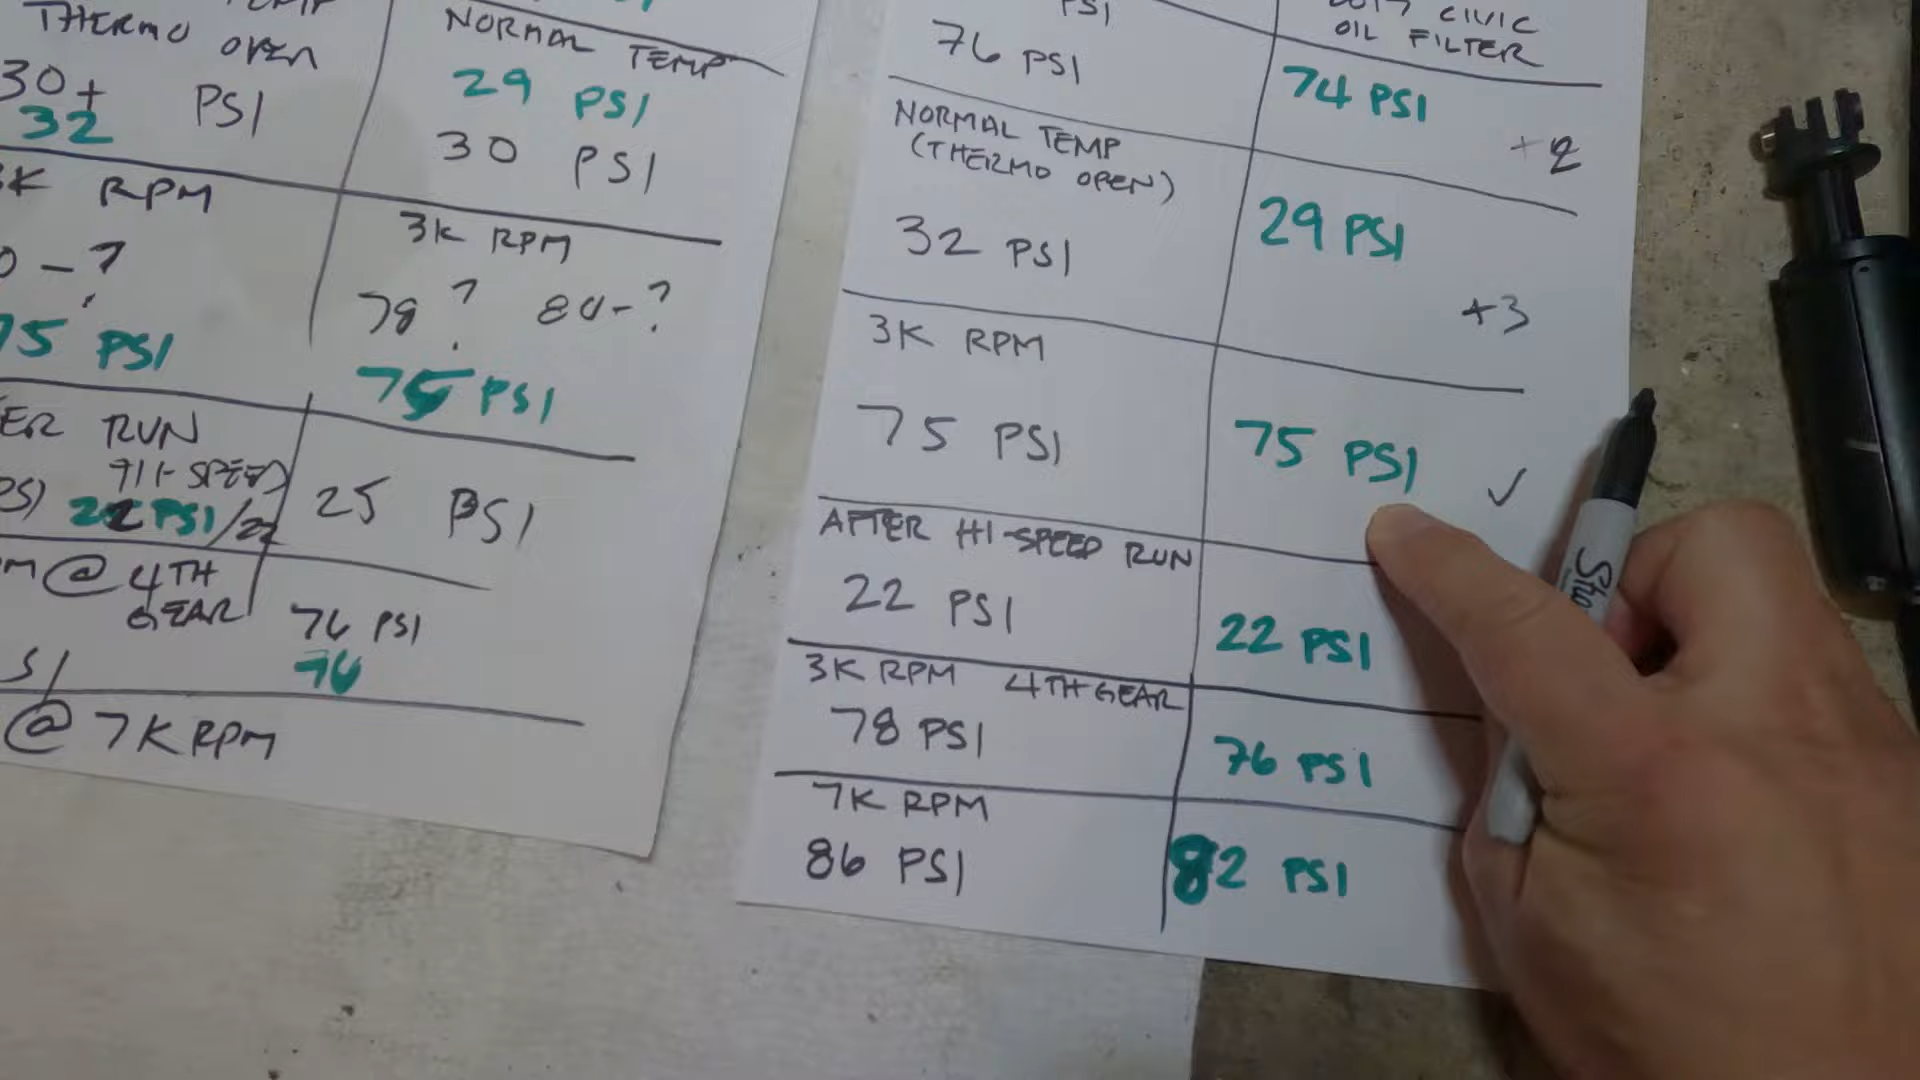 THERMO OPEN
30+ PSI
32
RPM
75 PSI
RUN
HI-SPEED
22 PSI/22
@ 4TH
GEAR
@ 7K RPM
NORMAL TEMP
29 PSI
30 PSI
3K RPM
78? 80-?
75 PSI
25 PSI
76 PSI
76
PSI
76 PSI
NORMAL TEMP
(THERMO OPEN)
32 PSI
3K RPM
75 PSI
AFTER HI-SPEED RUN
22 PSI
3K RPM 4TH GEAR
78 PSI
7K RPM
86 PSI
CIVIC
OIL FILTER
74 PSI
+2
29 PSI
+3
75 PSI ✓
22 PSI
76 PSI
82 PSI